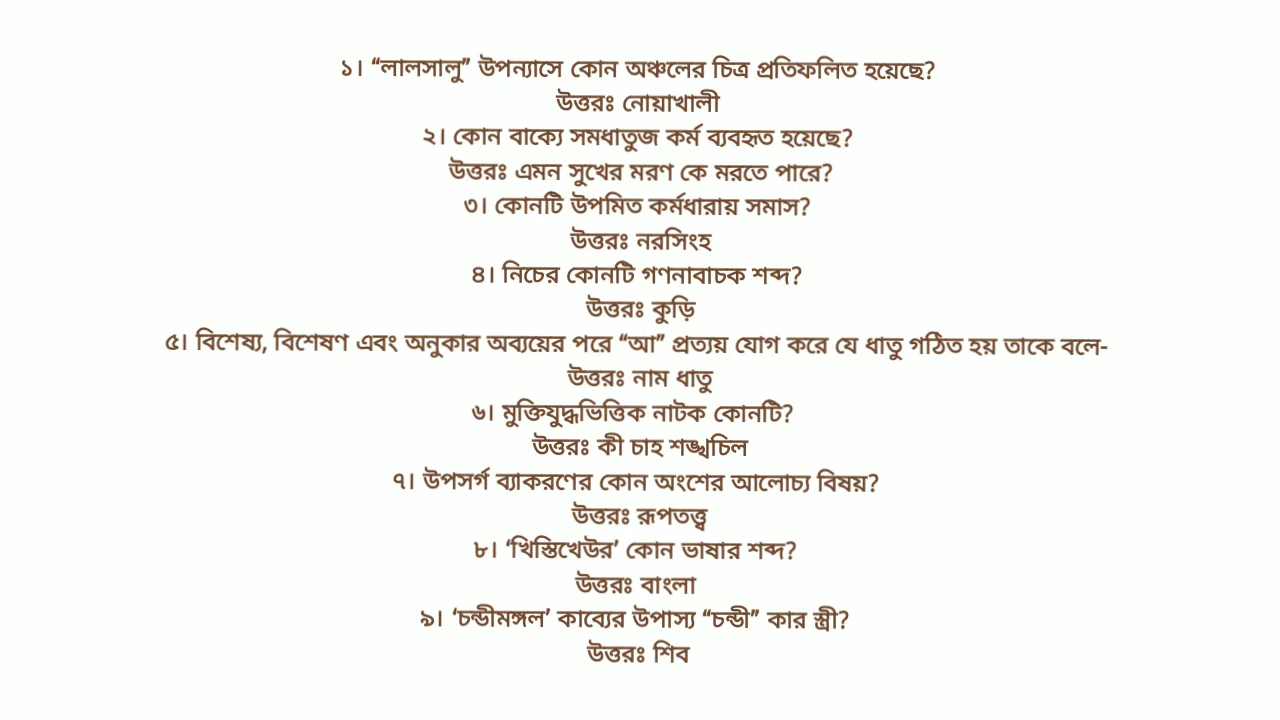 ১। “লালসালু” উপন্যাসে কোন অঞ্চলের চিত্র প্রতিফলিত হয়েছে?
উত্তরঃ নোয়াখালী
২। কোন বাক্যে সমধাতুজ কর্ম ব্যবহৃত হয়েছে?
উত্তরঃ এমন সুখের মরণ কে মরতে পারে?
৩। কোনটি উপমিত কর্মধারায় সমাস?
উত্তরঃ নরসিংহ
৪। নিচের কোনটি গণনাবাচক শব্দ?
উত্তরঃ কুড়ি
৫। বিশেষ্য, বিশেষণ এবং অনুকার অব্যয়ের পরে “আ” প্রত্যয় যোগ করে যে ধাতু গঠিত হয় তাকে বলে-
উত্তরঃ নাম ধাতু
৬। মুক্তিযুদ্ধভিত্তিক নাটক কোনটি?
উত্তরঃ কী চাহ শঙ্খচিল
৭। উপসর্গ ব্যাকরণের কোন অংশের আলোচ্য বিষয়?
উত্তরঃ রূপতত্ত্ব
৮। ‘খিস্তিখেউর’ কোন ভাষার শব্দ?
উত্তরঃ বাংলা
৯। ‘চন্ডীমঙ্গল’ কাব্যের উপাস্য “চন্ডী” কার স্ত্রী?
উত্তরঃ শিব